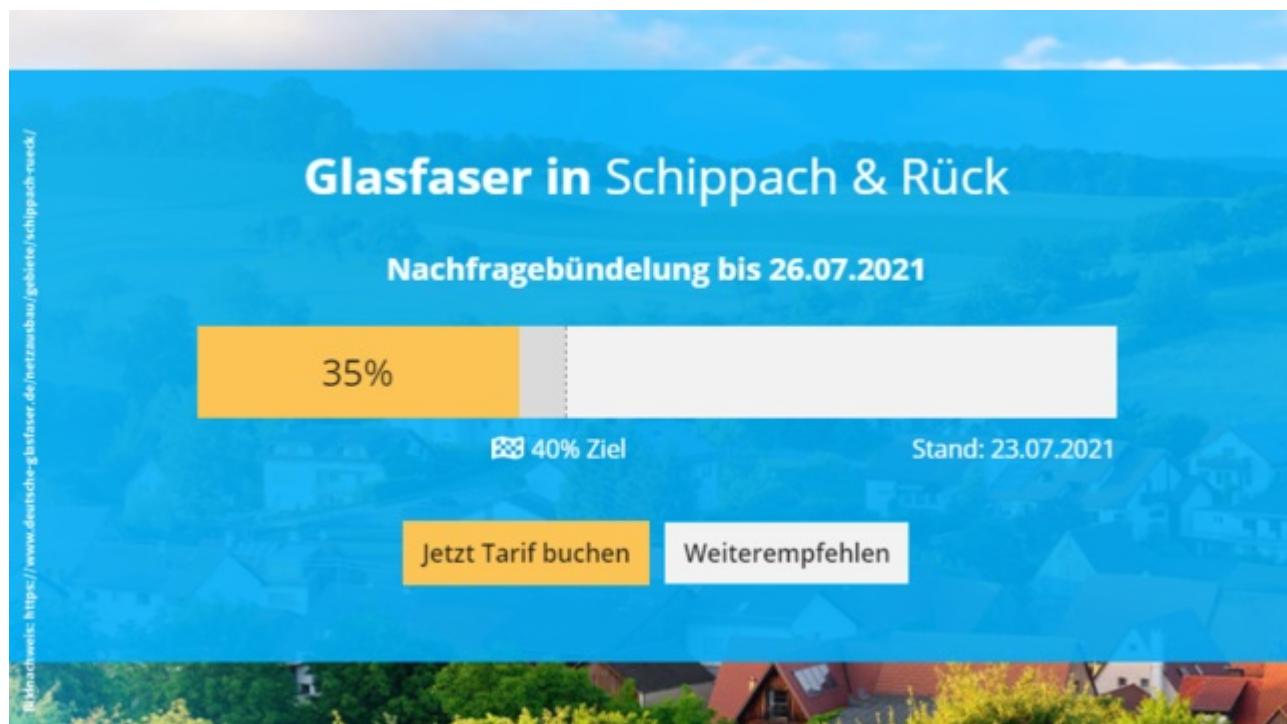 Glasfaser in Schippach & Rück
Nachfragebündelung bis 26.07.2021
35%
40% Ziel
Stand: 23.07.2021
Jetzt Tarif buchen
Weiterempfehlen
Bildnachweis: https://www.deutsche-glasfaser.de/netzausbau/gebiete/schippach-rueck/